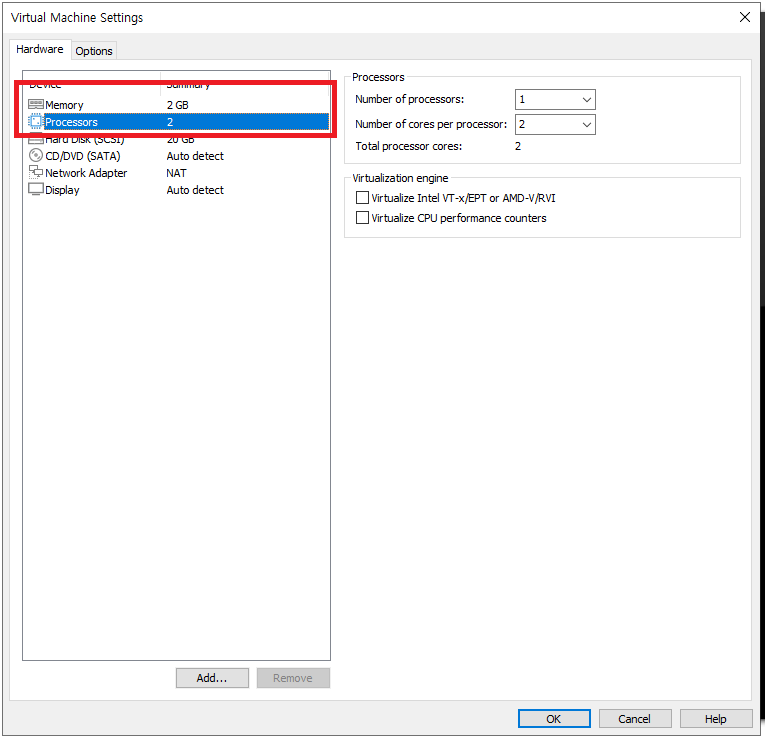 Virtual Machine Settings
Hardware Options
Device Summary
Memory 2 GB
Processors 2
Hard Disk (SCSI) 20 GB
CD/DVD (SATA) Auto detect
Network Adapter NAT
Display Auto detect
Add... Remove
Processors
Number of processors: 1
Number of cores per processor: 2
Total processor cores: 2
Virtualization engine
Virtualize Intel VT-x/EPT or AMD-V/RVI
Virtualize CPU performance counters
OK Cancel Help